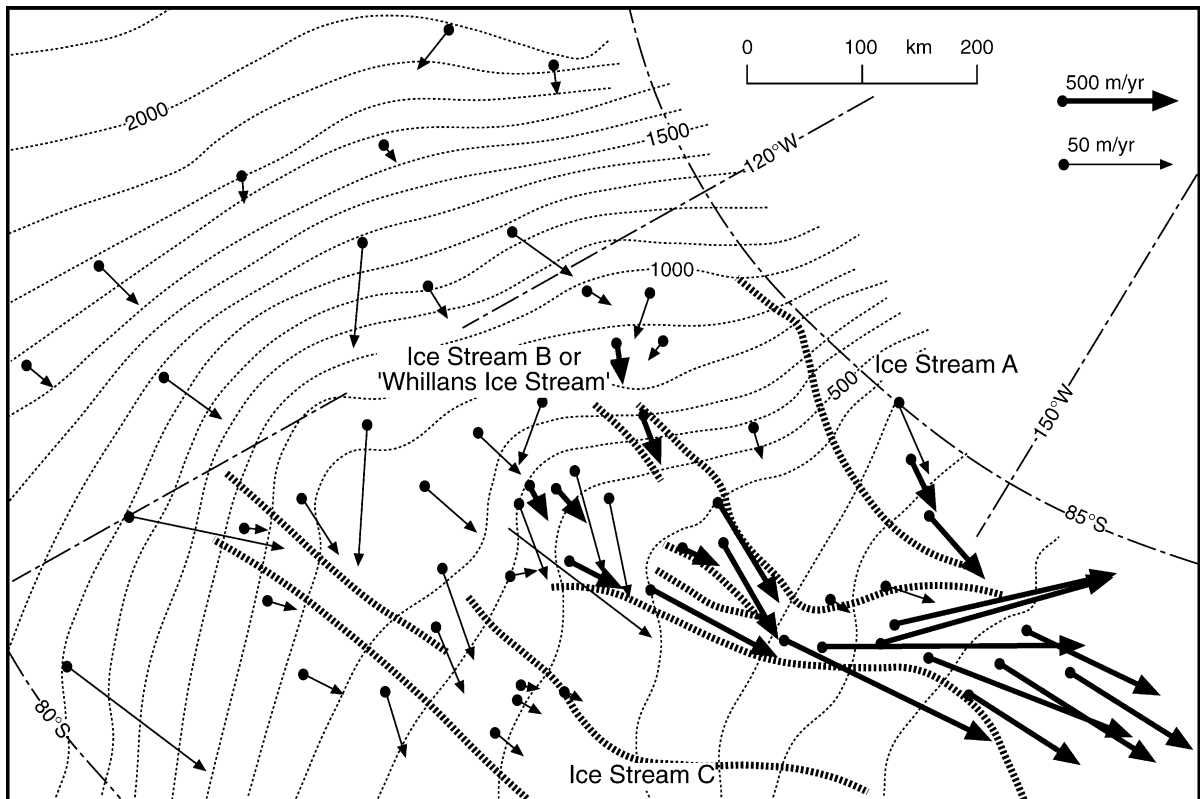 0 100 km 200
500 m/yr
2000
1500
50 m/yr
120°W
1000
Ice Stream B or
'Whillans Ice Stream'
Ice Stream A
500
150°W
85°S
80°S
Ice Stream C